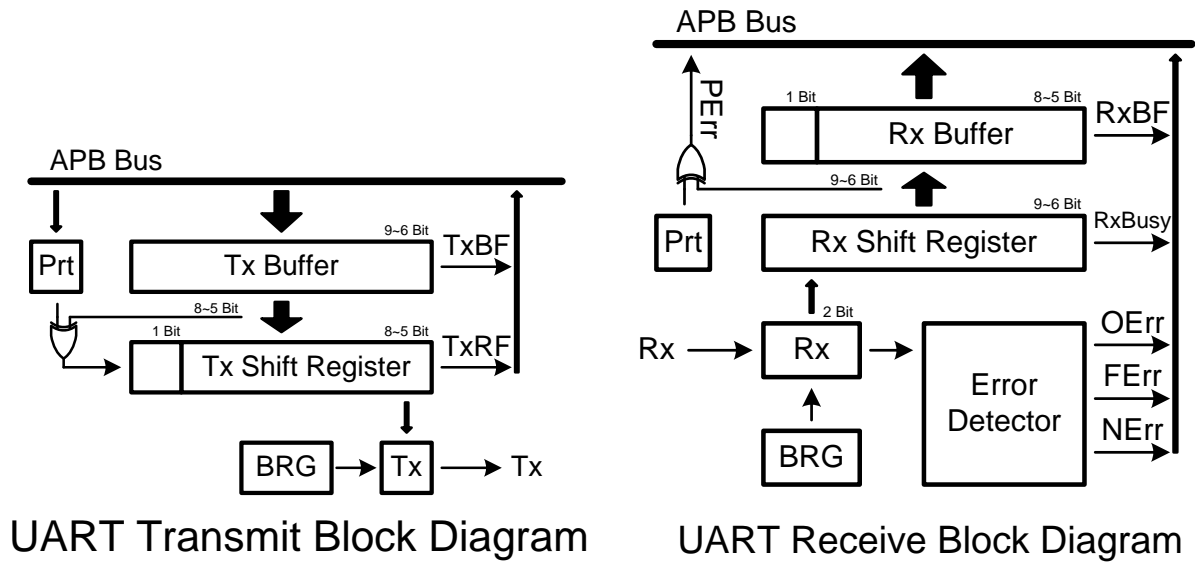 APB Bus
Prt
9~6 Bit
Tx Buffer
TxBF
8~5 Bit
1 Bit
8~5 Bit
Tx Shift Register
TxRF
BRG
Tx
Tx
UART Transmit Block Diagram
APB Bus
PErr
1 Bit
8~5 Bit
Rx Buffer
RxBF
9~6 Bit
Prt
9~6 Bit
Rx Shift Register
RxBusy
2 Bit
Rx
Rx
BRG
Error
Detector
OErr
FErr
NErr
UART Receive Block Diagram